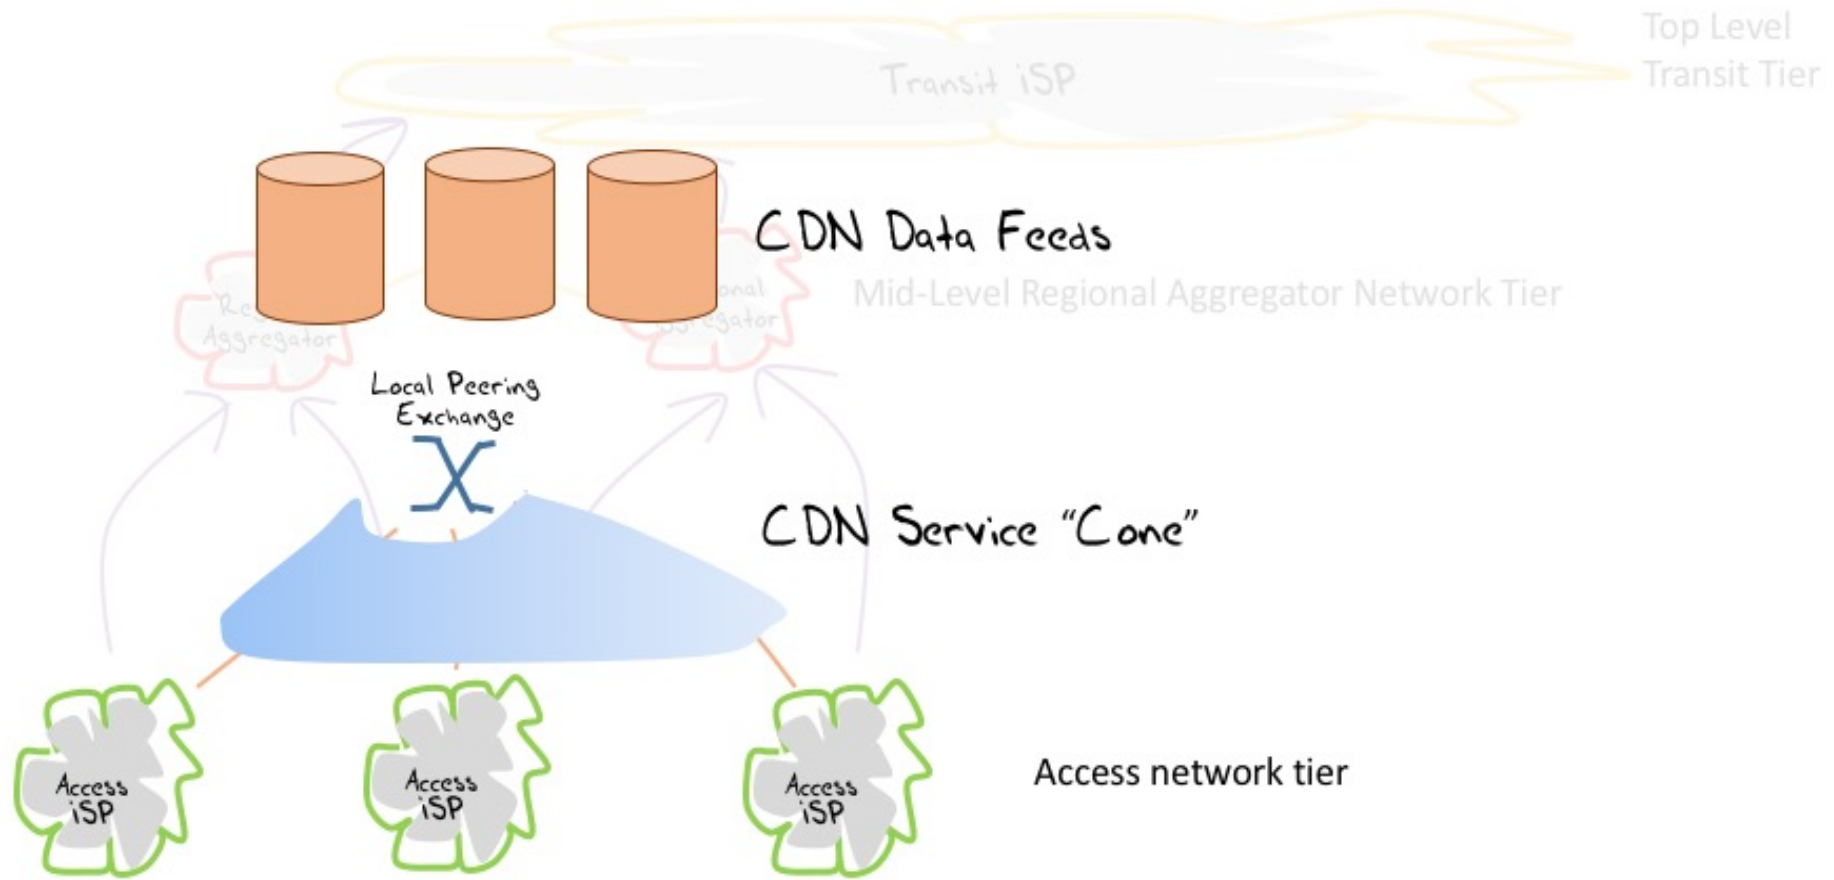 Top Level
Transit Tier
Transit iSP
CDN Data Feeds
Mid-Level Regional Aggregator Network Tier
Aggregator
Local Peering
Exchange
CDN Service “Cone”
Access
iSP
Access
iSP
Access
iSP
Access network tier